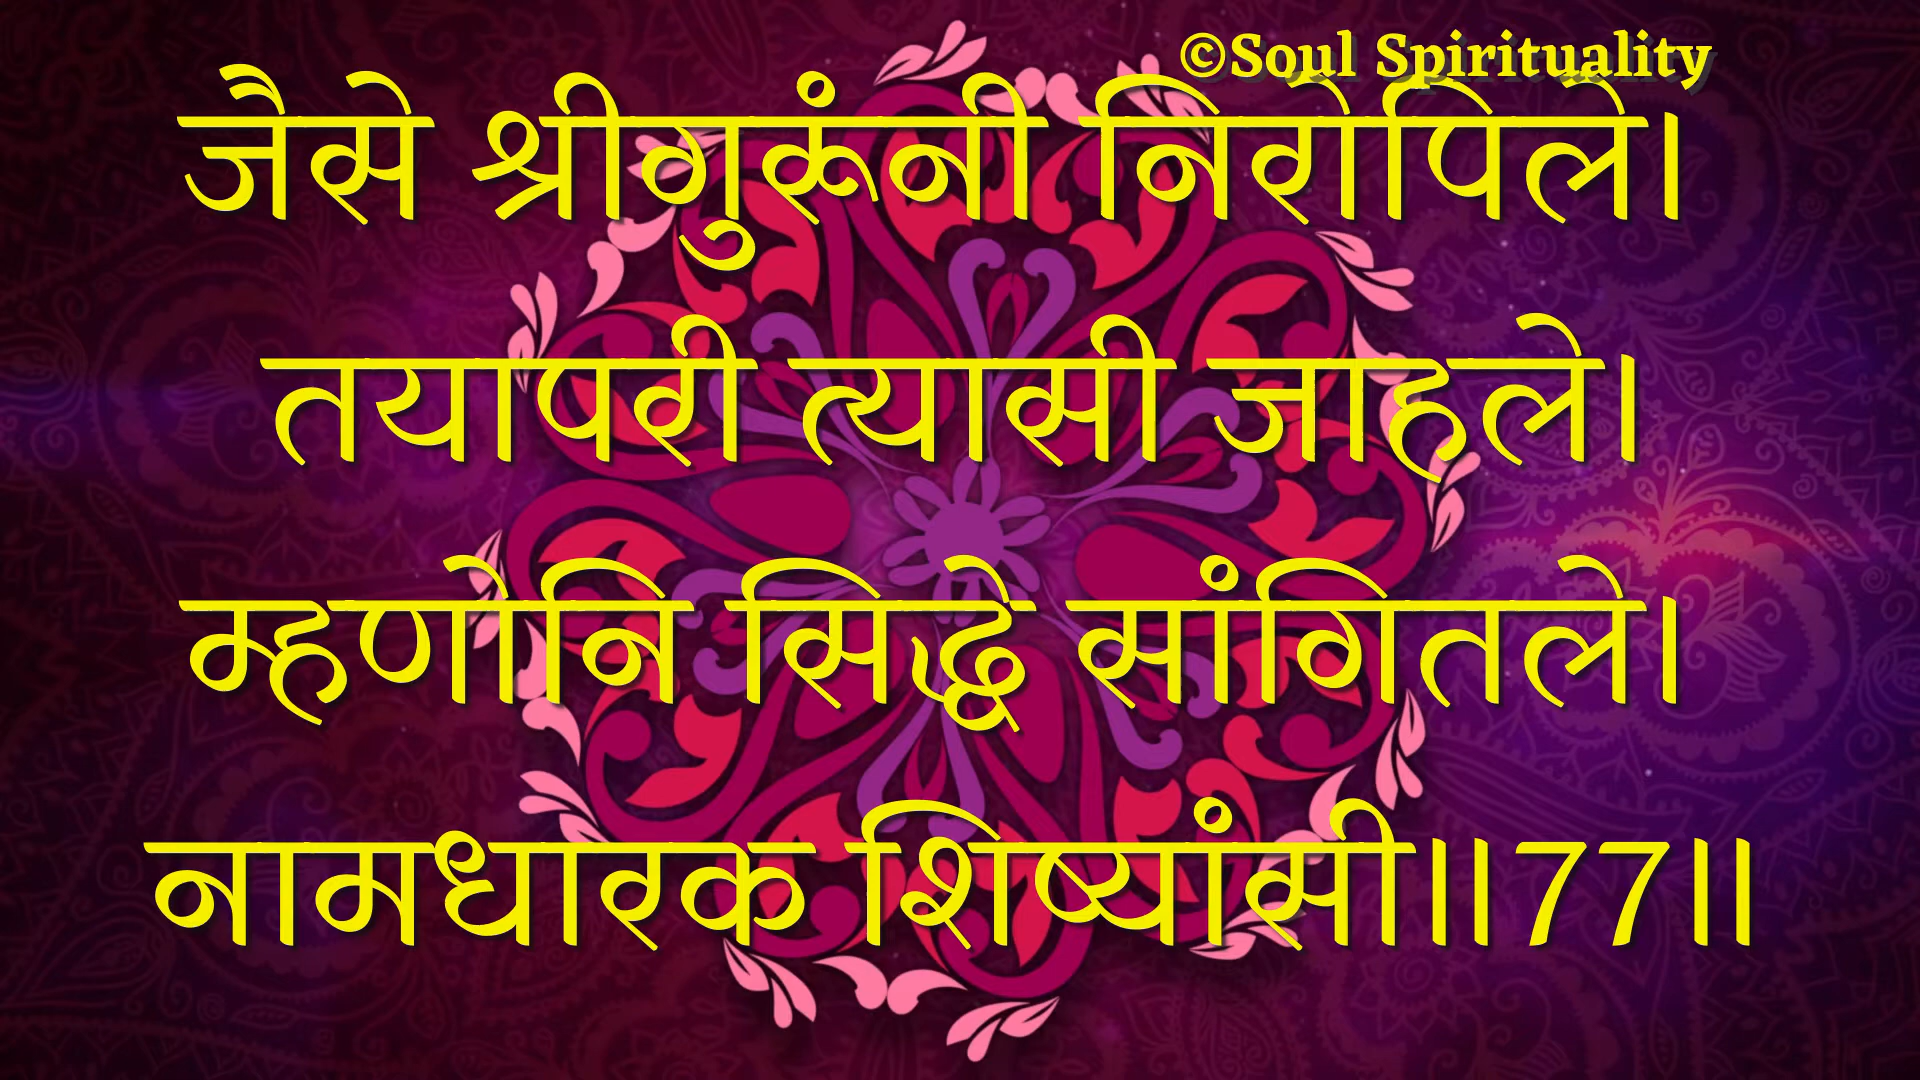 ©Soul Spirituality
जैसे श्रीगुरूंनी निरोपिले।
तयापरी त्यासी जाहले।
म्हणोनि सिद्धे सांगितले।
नामधारक शिष्यांसी॥77॥